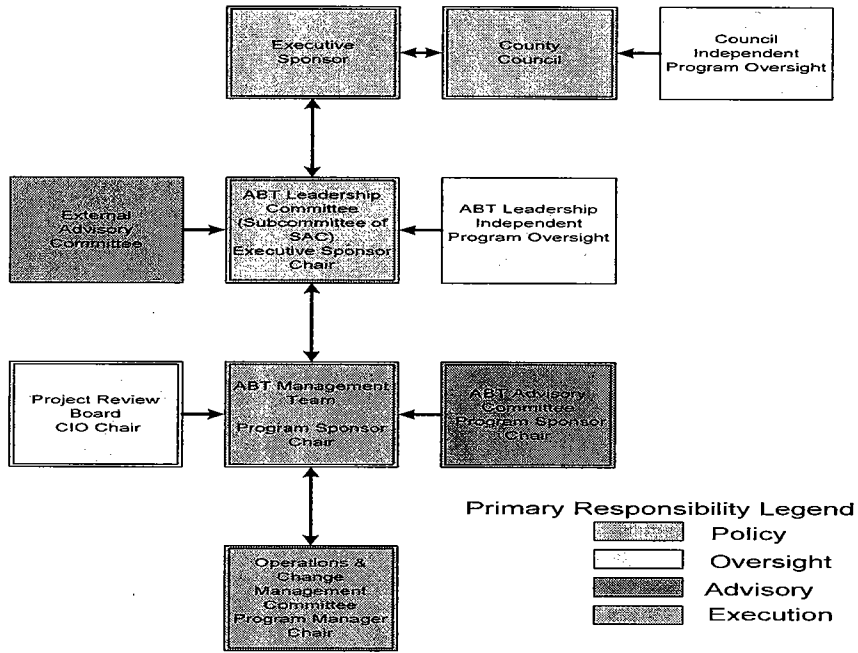 Executive
Sponsor
County
Council
Council
Independent
Program Oversight
External
Advisory
Committee
ABT Leadership
Committee
(Subcommittee of
SAC)
Executive Sponsor
Chair
ABT Leadership
Independent
Program Oversight
Project Review
Board
CIO Chair
ABT Management
Team
Program Sponsor
Chair
ABT Advisory
Committee
Program Sponsor
Chair
Operations &
Change
Management
Committee
Program Manager
Chair
Primary Responsibility Legend
Policy
Oversight
Advisory
Execution